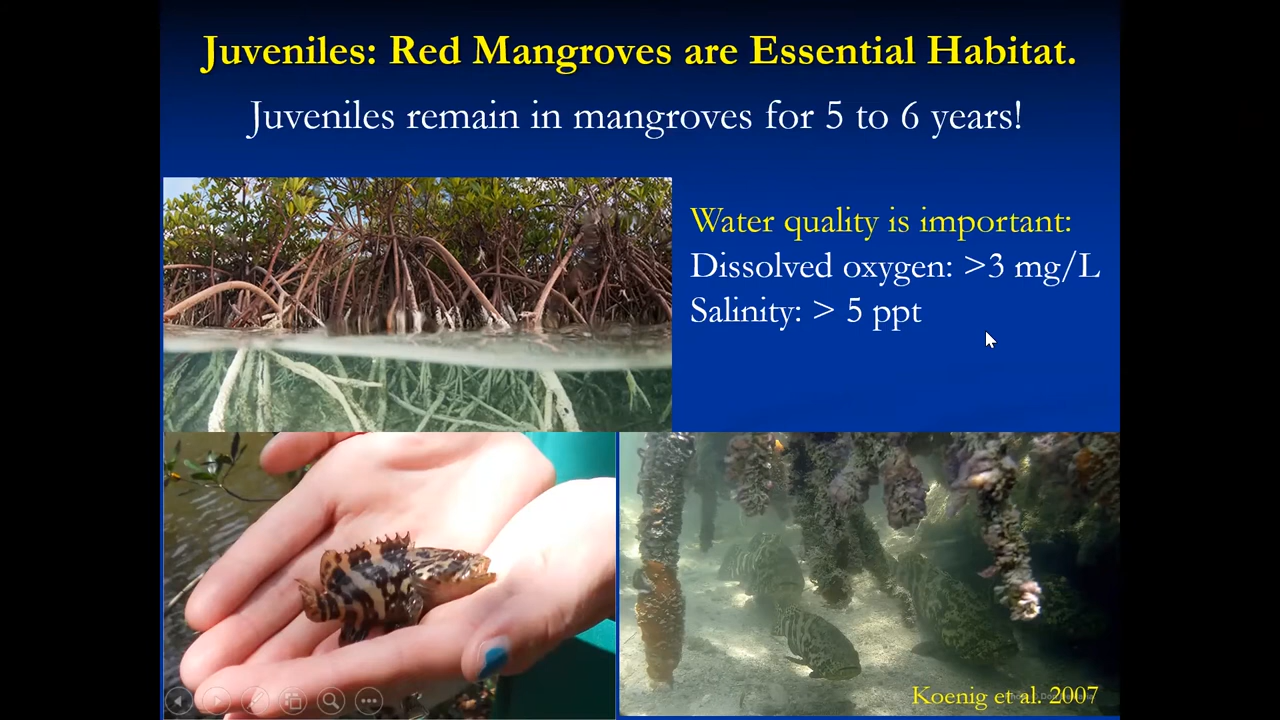 Juveniles: Red Mangroves are Essential Habitat.
Juveniles remain in mangroves for 5 to 6 years!
Water quality is important:
Dissolved oxygen: >3 mg/L
Salinity: > 5 ppt
Koenig et al. 2007